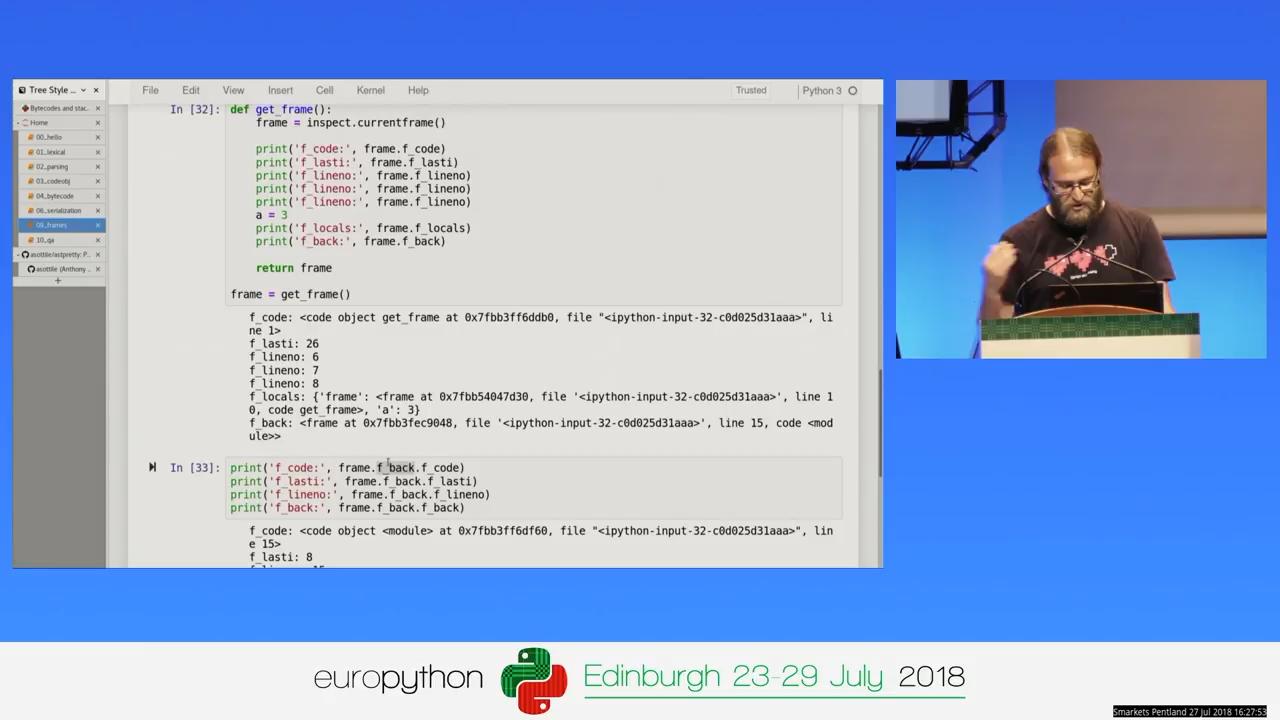 Tree Style ...
Bytecodes and stac..
Home
00_hello
01_lexical
02_parsing
03_codeobj
04_bytecode
06_serialization
09_frames
10_qa
asottile/astpretty: P..
asottile (Anthony ..
File Edit View Insert Cell Kernel Help Trusted Python 3
In [32]: def get_frame():
frame = inspect.currentframe()
print('f_code:', frame.f_code)
print('f_lasti:', frame.f_lasti)
print('f_lineno:', frame.f_lineno)
print('f_lineno:', frame.f_lineno)
print('f_lineno:', frame.f_lineno)
a = 3
print('f_locals:', frame.f_locals)
print('f_back:', frame.f_back)
return frame
frame = get_frame()
f_code: <code object get_frame at 0x7fbb3ff6ddb0, file "<ipython-input-32-c0d025d31aaa>", li
ne 1>
f_lasti: 26
f_lineno: 6
f_lineno: 7
f_lineno: 8
f_locals: {'frame': <frame at 0x7fbb54047d30, file '<ipython-input-32-c0d025d31aaa>', line 1
0, code get_frame>, 'a': 3}
f_back: <frame at 0x7fbb3fec9048, file '<ipython-input-32-c0d025d31aaa>', line 15, code <mod
ule>>
In [33]: print('f_code:', frame.f_back.f_code)
print('f_lasti:', frame.f_back.f_lasti)
print('f_lineno:', frame.f_back.f_lineno)
print('f_back:', frame.f_back.f_back)
f_code: <code object <module> at 0x7fbb3ff6df60, file "<ipython-input-32-c0d025d31aaa>", lin
e 15>
f_lasti: 8
europython Edinburgh 23-29 July 2018
Smarkets Pentland 27 Jul 2018 16:27:53